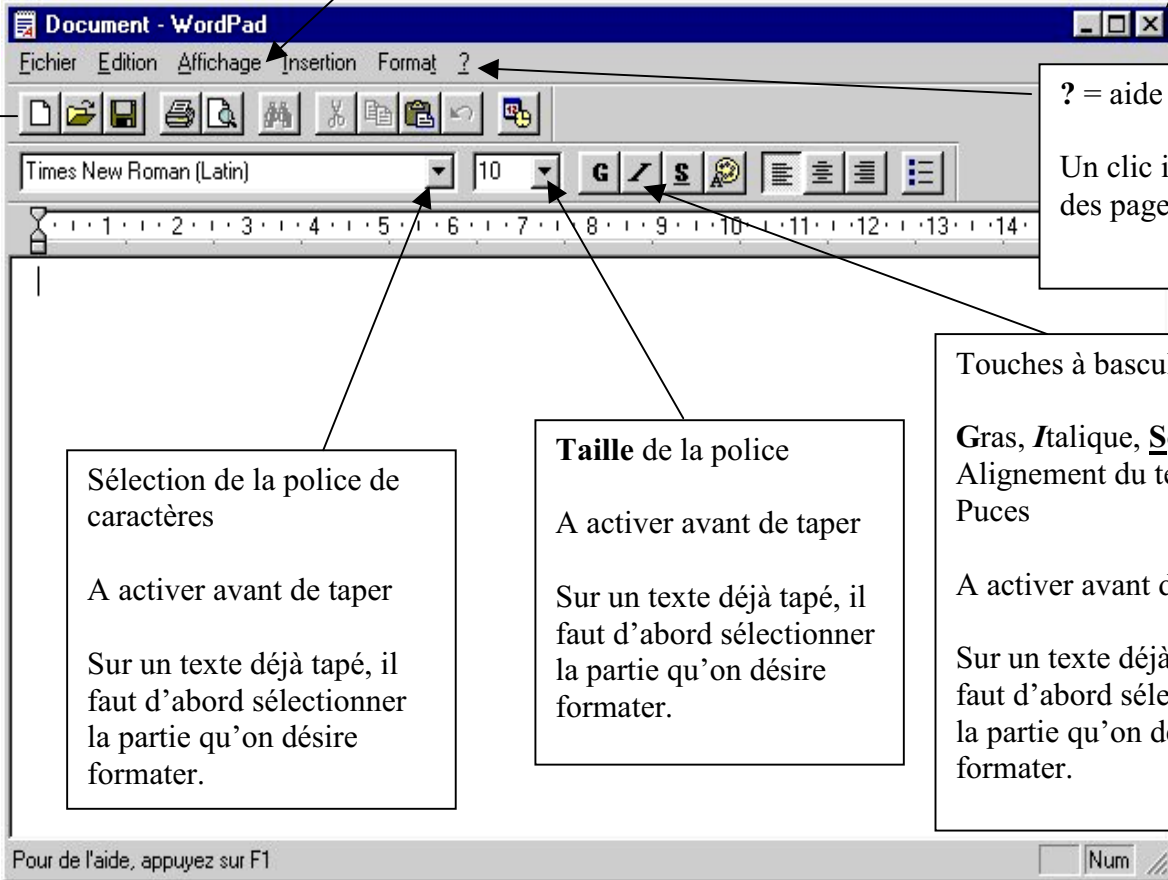 Document - WordPad
Fichier Edition Affichage Insertion Format ?
Times New Roman (Latin) 10 G I S
1 2 3 4 5 6 7 8 9 10 11 12 13 14
? = aide
Un clic
des page
Sélection de la police de
caractères
A activer avant de taper
Sur un texte déjà tapé, il
faut d’abord sélectionner
la partie qu’on désire
formater.
Taille de la police
A activer avant de taper
Sur un texte déjà tapé, il
faut d’abord sélectionner
la partie qu’on désire
formater.
Touches à
Gras, Italique,
Alignement du
Puces
A activer avant
Sur un texte déjà
faut d’abord
la partie qu’on
formater.
Pour de l'aide, appuyez sur F1 Num